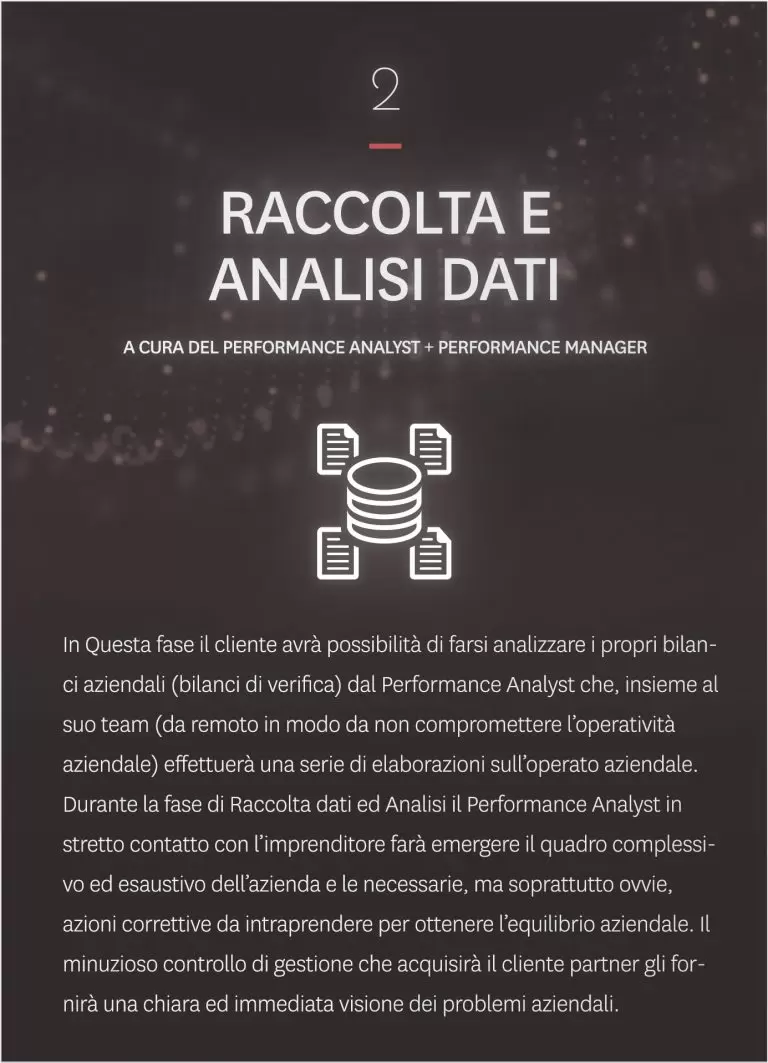 2
RACCOLTA E
ANALISI DATI
A CURA DEL PERFORMANCE ANALYST + PERFORMANCE MANAGER
In Questa fase il cliente avrà possibilità di farsi analizzare i propri bilan-
ci aziendali (bilanci di verifica) dal Performance Analyst che, insieme al
suo team (da remoto in modo da non compromettere l’operatività
aziendale) effettuerà una serie di elaborazioni sull’operato aziendale.
Durante la fase di Raccolta dati ed Analisi il Performance Analyst in
stretto contatto con l’imprenditore farà emergere il quadro complessi-
vo ed esaustivo dell’azienda e le necessarie, ma soprattutto ovvie,
azioni correttive da intraprendere per ottenere l’equilibrio aziendale. Il
minuzioso controllo di gestione che acquisirà il cliente partner gli for-
nirà una chiara ed immediata visione dei problemi aziendali.